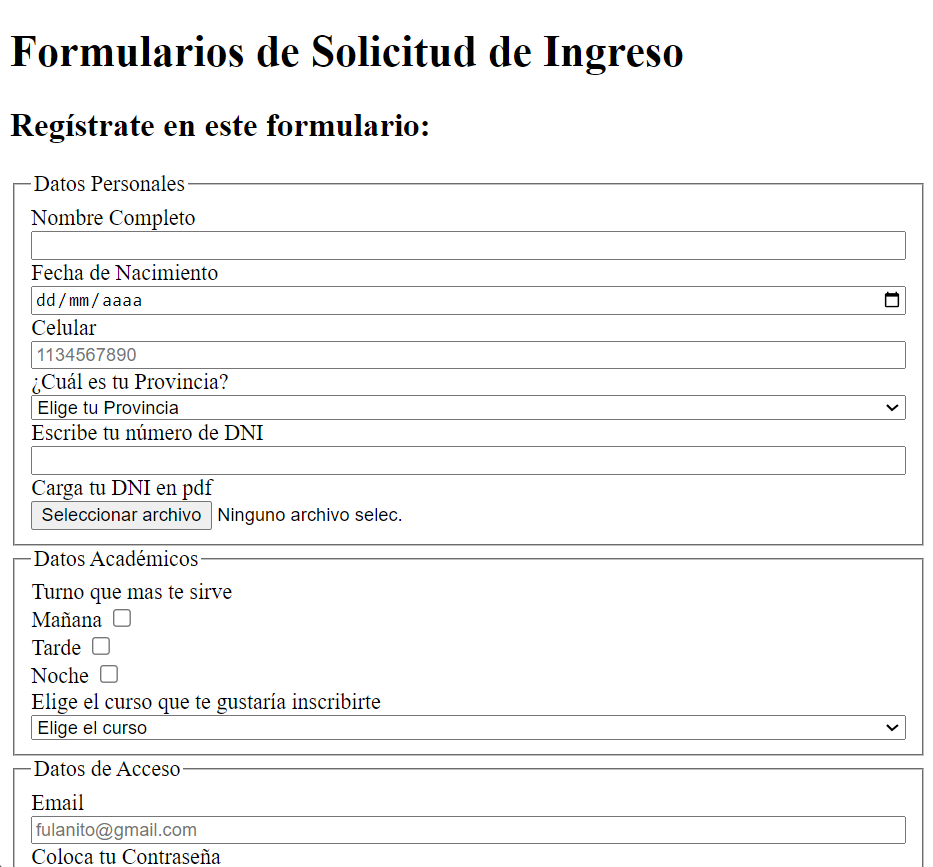 Formularios de Solicitud de Ingreso
Regístrate en este formulario:
Datos Personales
Nombre Completo
Fecha de Nacimiento
dd/mm/aaaa
Celular
1134567890
¿Cuál es tu Provincia?
Elige tu Provincia
Escribe tu número de DNI
Carga tu DNI en pdf
Seleccionar archivo Ninguno archivo selec.
Datos Académicos
Turno que mas te sirve
Mañana
Tarde
Noche
Elige el curso que te gustaría inscribirte
Elige el curso
Datos de Acceso
Email
fulanito@gmail.com
Coloca tu Contraseña